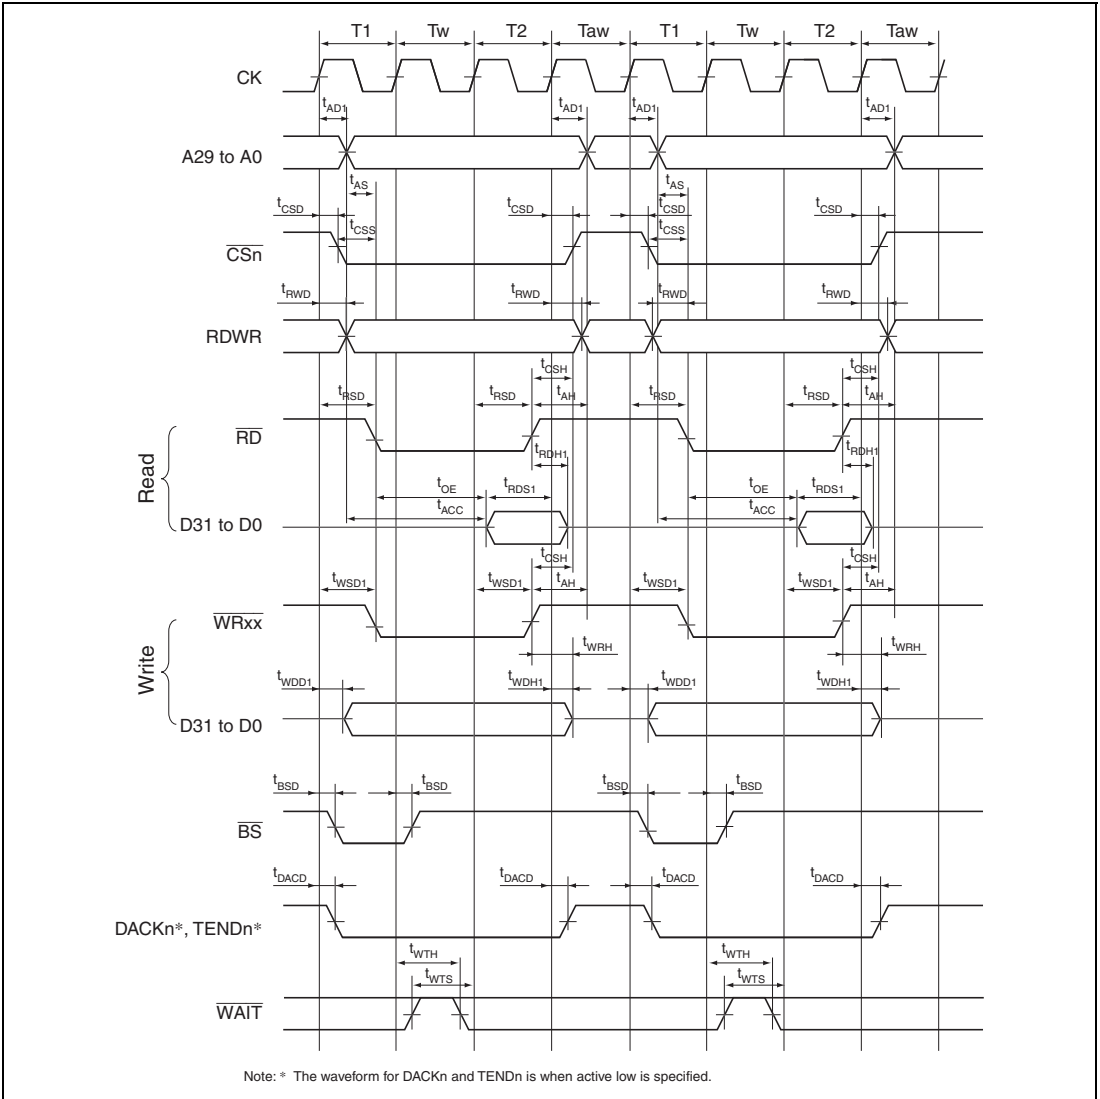 T1 Tw T2 Taw T1 Tw T2 Taw
CK
tAD1 tAD1 tAD1 tAD1
A29 to A0
tAS tAS
tCSD tCSD tCSD tCSD
tCSS tCSS
CSn
tRWD tRWD tRWD tRWD
RDWR
tCSH tCSH
tRSD tRSD tAH tRSD tRSD tAH
RD
tRDH1 tRDH1
Read
tOE tRDS1 tOE tRDS1
tACC tACC
D31 to D0
tCSH tCSH
tWSD1 tWSD1 tAH tWSD1 tWSD1 tAH
WRxx
tWRH tWRH
Write
tWDD1 tWDH1 tWDD1 tWDH1
D31 to D0
tBSD tBSD tBSD tBSD
BS
tDACD tDACD tDACD tDACD
DACKn*, TENDn*
tWTH tWTH
tWTS tWTS
WAIT
Note: * The waveform for DACKn and TENDn is when active low is specified.